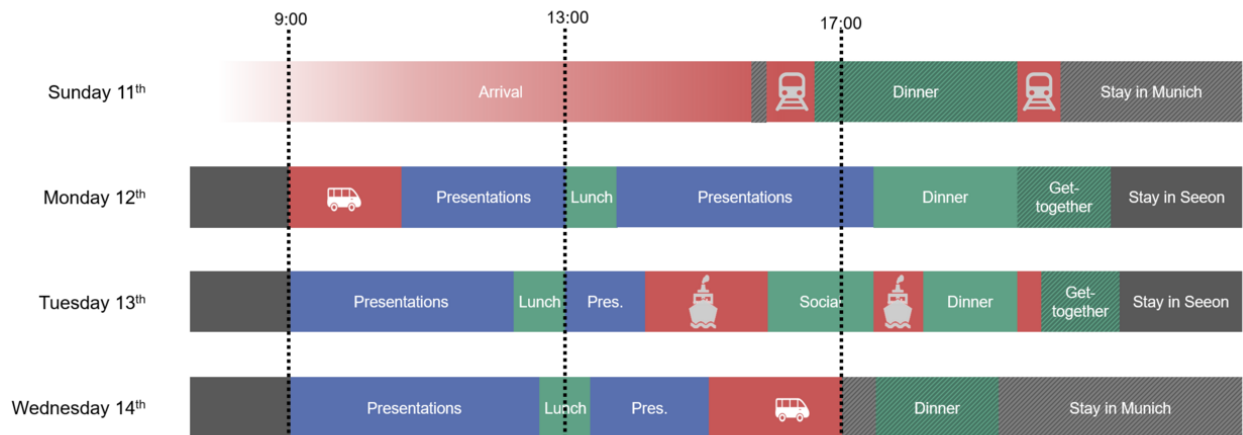 9:00
13:00
17:00
Sunday 11th
Arrival
Dinner
Stay in Munich
Monday 12th
Presentations
Lunch
Presentations
Dinner
Get-
together
Stay in Seeon
Tuesday 13th
Presentations
Lunch
Pres.
Social
Dinner
Get-
together
Stay in Seeon
Wednesday 14th
Presentations
Lunch
Pres.
Dinner
Stay in Munich